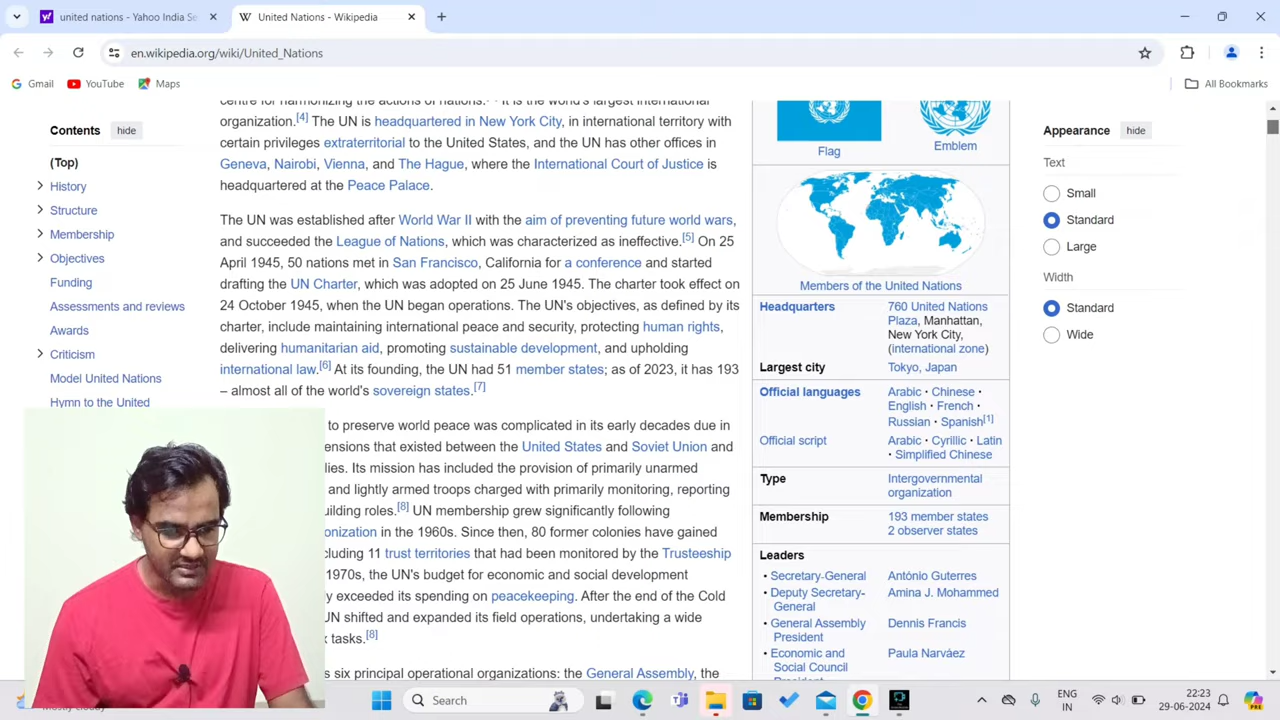 united nations - Yahoo India Se
United Nations - Wikipedia
en.wikipedia.org/wiki/United_Nations
Gmail
YouTube
Maps
All Bookmarks
Contents
hide
(Top)
History
Structure
Membership
Objectives
Funding
Assessments and reviews
Awards
Criticism
Model United Nations
Hymn to the United
centre for harmonizing the actions of nations. It is the world's largest international
organization.[4] The UN is headquartered in New York City, in international territory with
certain privileges extraterritorial to the United States, and the UN has other offices in
Geneva, Nairobi, Vienna, and The Hague, where the International Court of Justice is
headquartered at the Peace Palace.
The UN was established after World War II with the aim of preventing future world wars,
and succeeded the League of Nations, which was characterized as ineffective.[5] On 25
April 1945, 50 nations met in San Francisco, California for a conference and started
drafting the UN Charter, which was adopted on 25 June 1945. The charter took effect on
24 October 1945, when the UN began operations. The UN's objectives, as defined by its
charter, include maintaining international peace and security, protecting human rights,
delivering humanitarian aid, promoting sustainable development, and upholding
international law.[6] At its founding, the UN had 51 member states; as of 2023, it has 193
– almost all of the world's sovereign states.[7]
to preserve world peace was complicated in its early decades due in
ensions that existed between the United States and Soviet Union and
lies. Its mission has included the provision of primarily unarmed
and lightly armed troops charged with primarily monitoring, reporting
uilding roles.[8] UN membership grew significantly following
onization in the 1960s. Since then, 80 former colonies have gained
cluding 11 trust territories that had been monitored by the Trusteeship
1970s, the UN's budget for economic and social development
y exceeded its spending on peacekeeping. After the end of the Cold
UN shifted and expanded its field operations, undertaking a wide
x tasks.[8]
s six principal operational organizations: the General Assembly, the
Flag
Emblem
Members of the United Nations
Headquarters 760 United Nations
Plaza, Manhattan,
New York City,
(international zone)
Largest city Tokyo, Japan
Official languages Arabic · Chinese ·
English · French ·
Russian · Spanish[1]
Official script Arabic · Cyrillic · Latin
· Simplified Chinese
Type Intergovernmental
organization
Membership 193 member states
2 observer states
Leaders
• Secretary-General António Guterres
• Deputy Secretary- Amina J. Mohammed
General
• General Assembly Dennis Francis
President
• Economic and Paula Narváez
Social Council
Appearance
hide
Text
Small
Standard
Large
Width
Standard
Wide
Mostly cloudy
Search
ENG
IN
22:23
29-06-2024
PRE